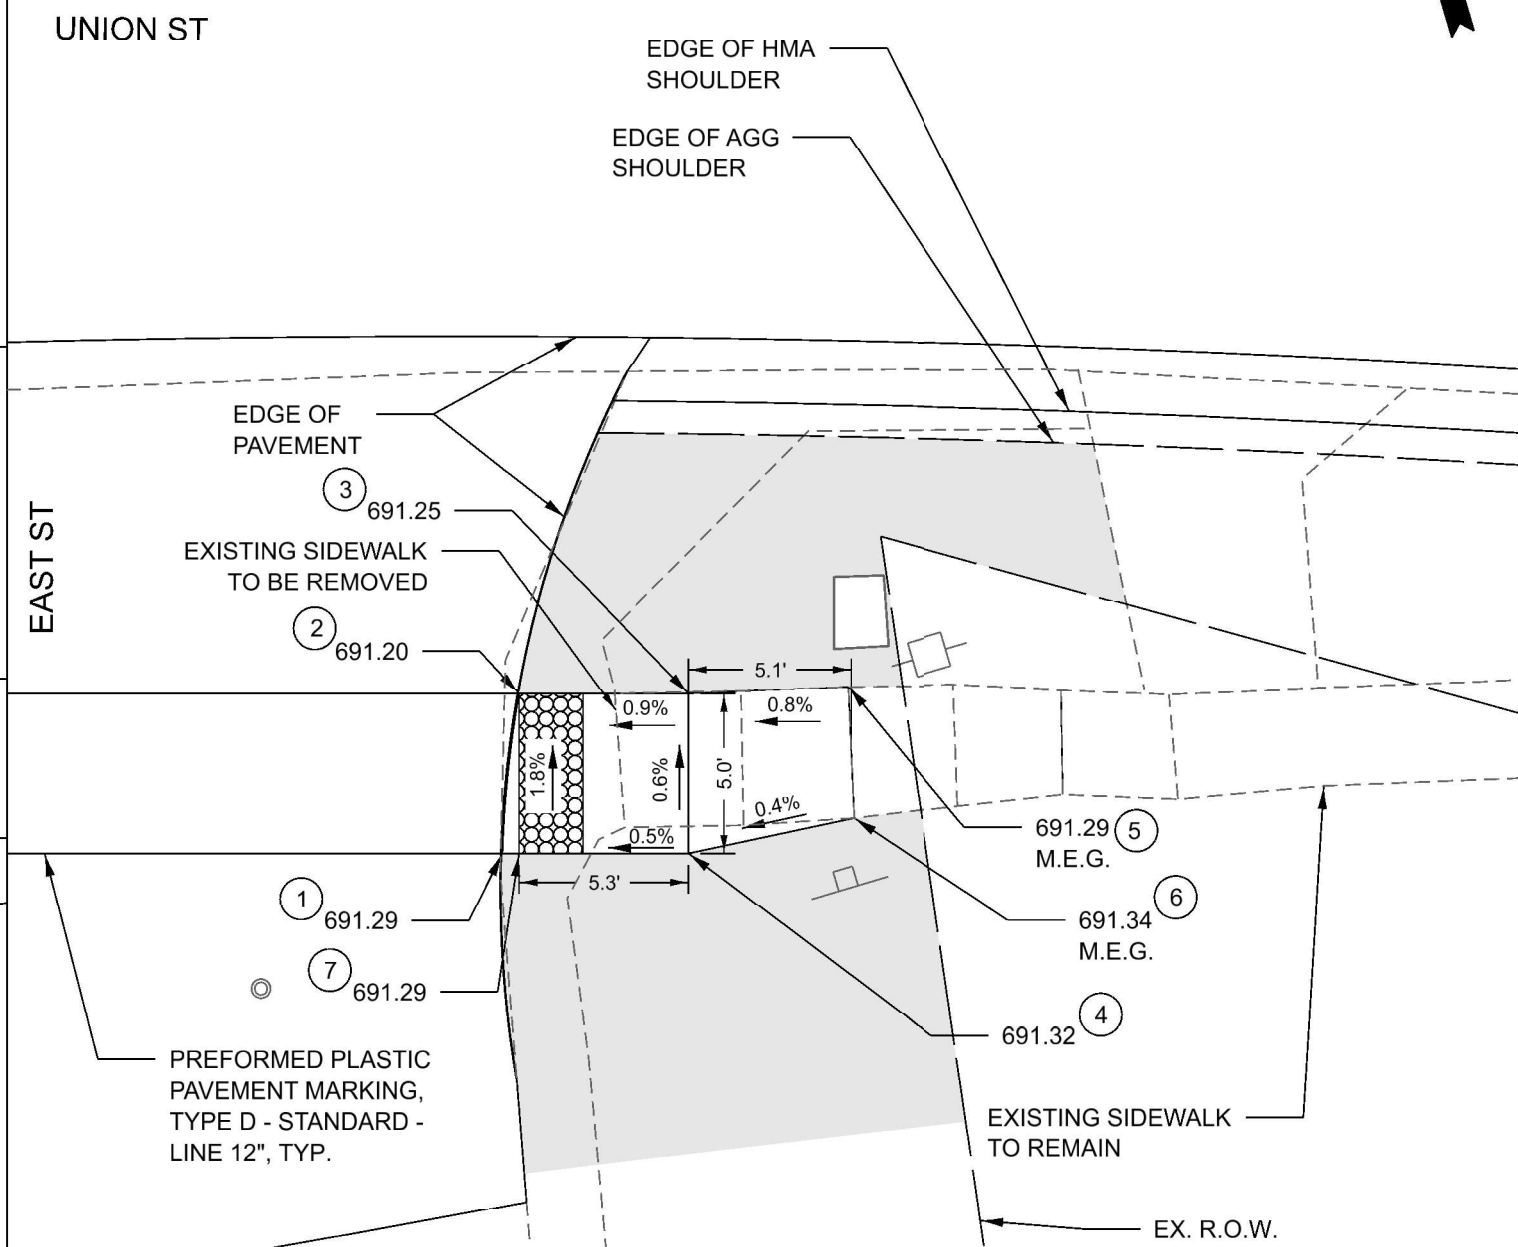 UNION ST
EDGE OF HMA
SHOULDER
EDGE OF AGG
SHOULDER
EDGE OF
PAVEMENT
3
691.25
EAST ST
EXISTING SIDEWALK
TO BE REMOVED
2
691.20
5.1'
0.9%
0.8%
1.8%
0.6%
5.0'
0.4%
0.5%
5.3'
691.29
5
M.E.G.
1
691.29
6
691.34
M.E.G.
7
691.29
4
691.32
PREFORMED PLASTIC
PAVEMENT MARKING,
TYPE D - STANDARD -
LINE 12", TYP.
EXISTING SIDEWALK
TO REMAIN
EX. R.O.W.